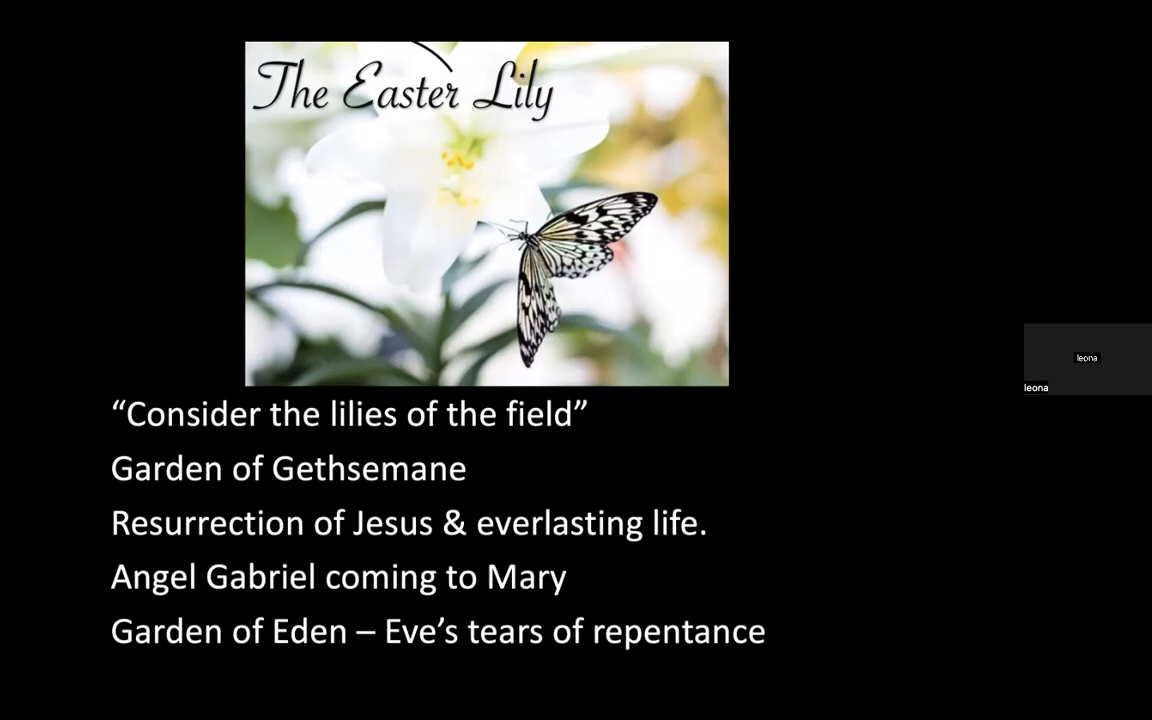 The Easter Lily
“Consider the lilies of the field”
Garden of Gethsemane
Resurrection of Jesus & everlasting life.
Angel Gabriel coming to Mary
Garden of Eden – Eve’s tears of repentance
leona
leona